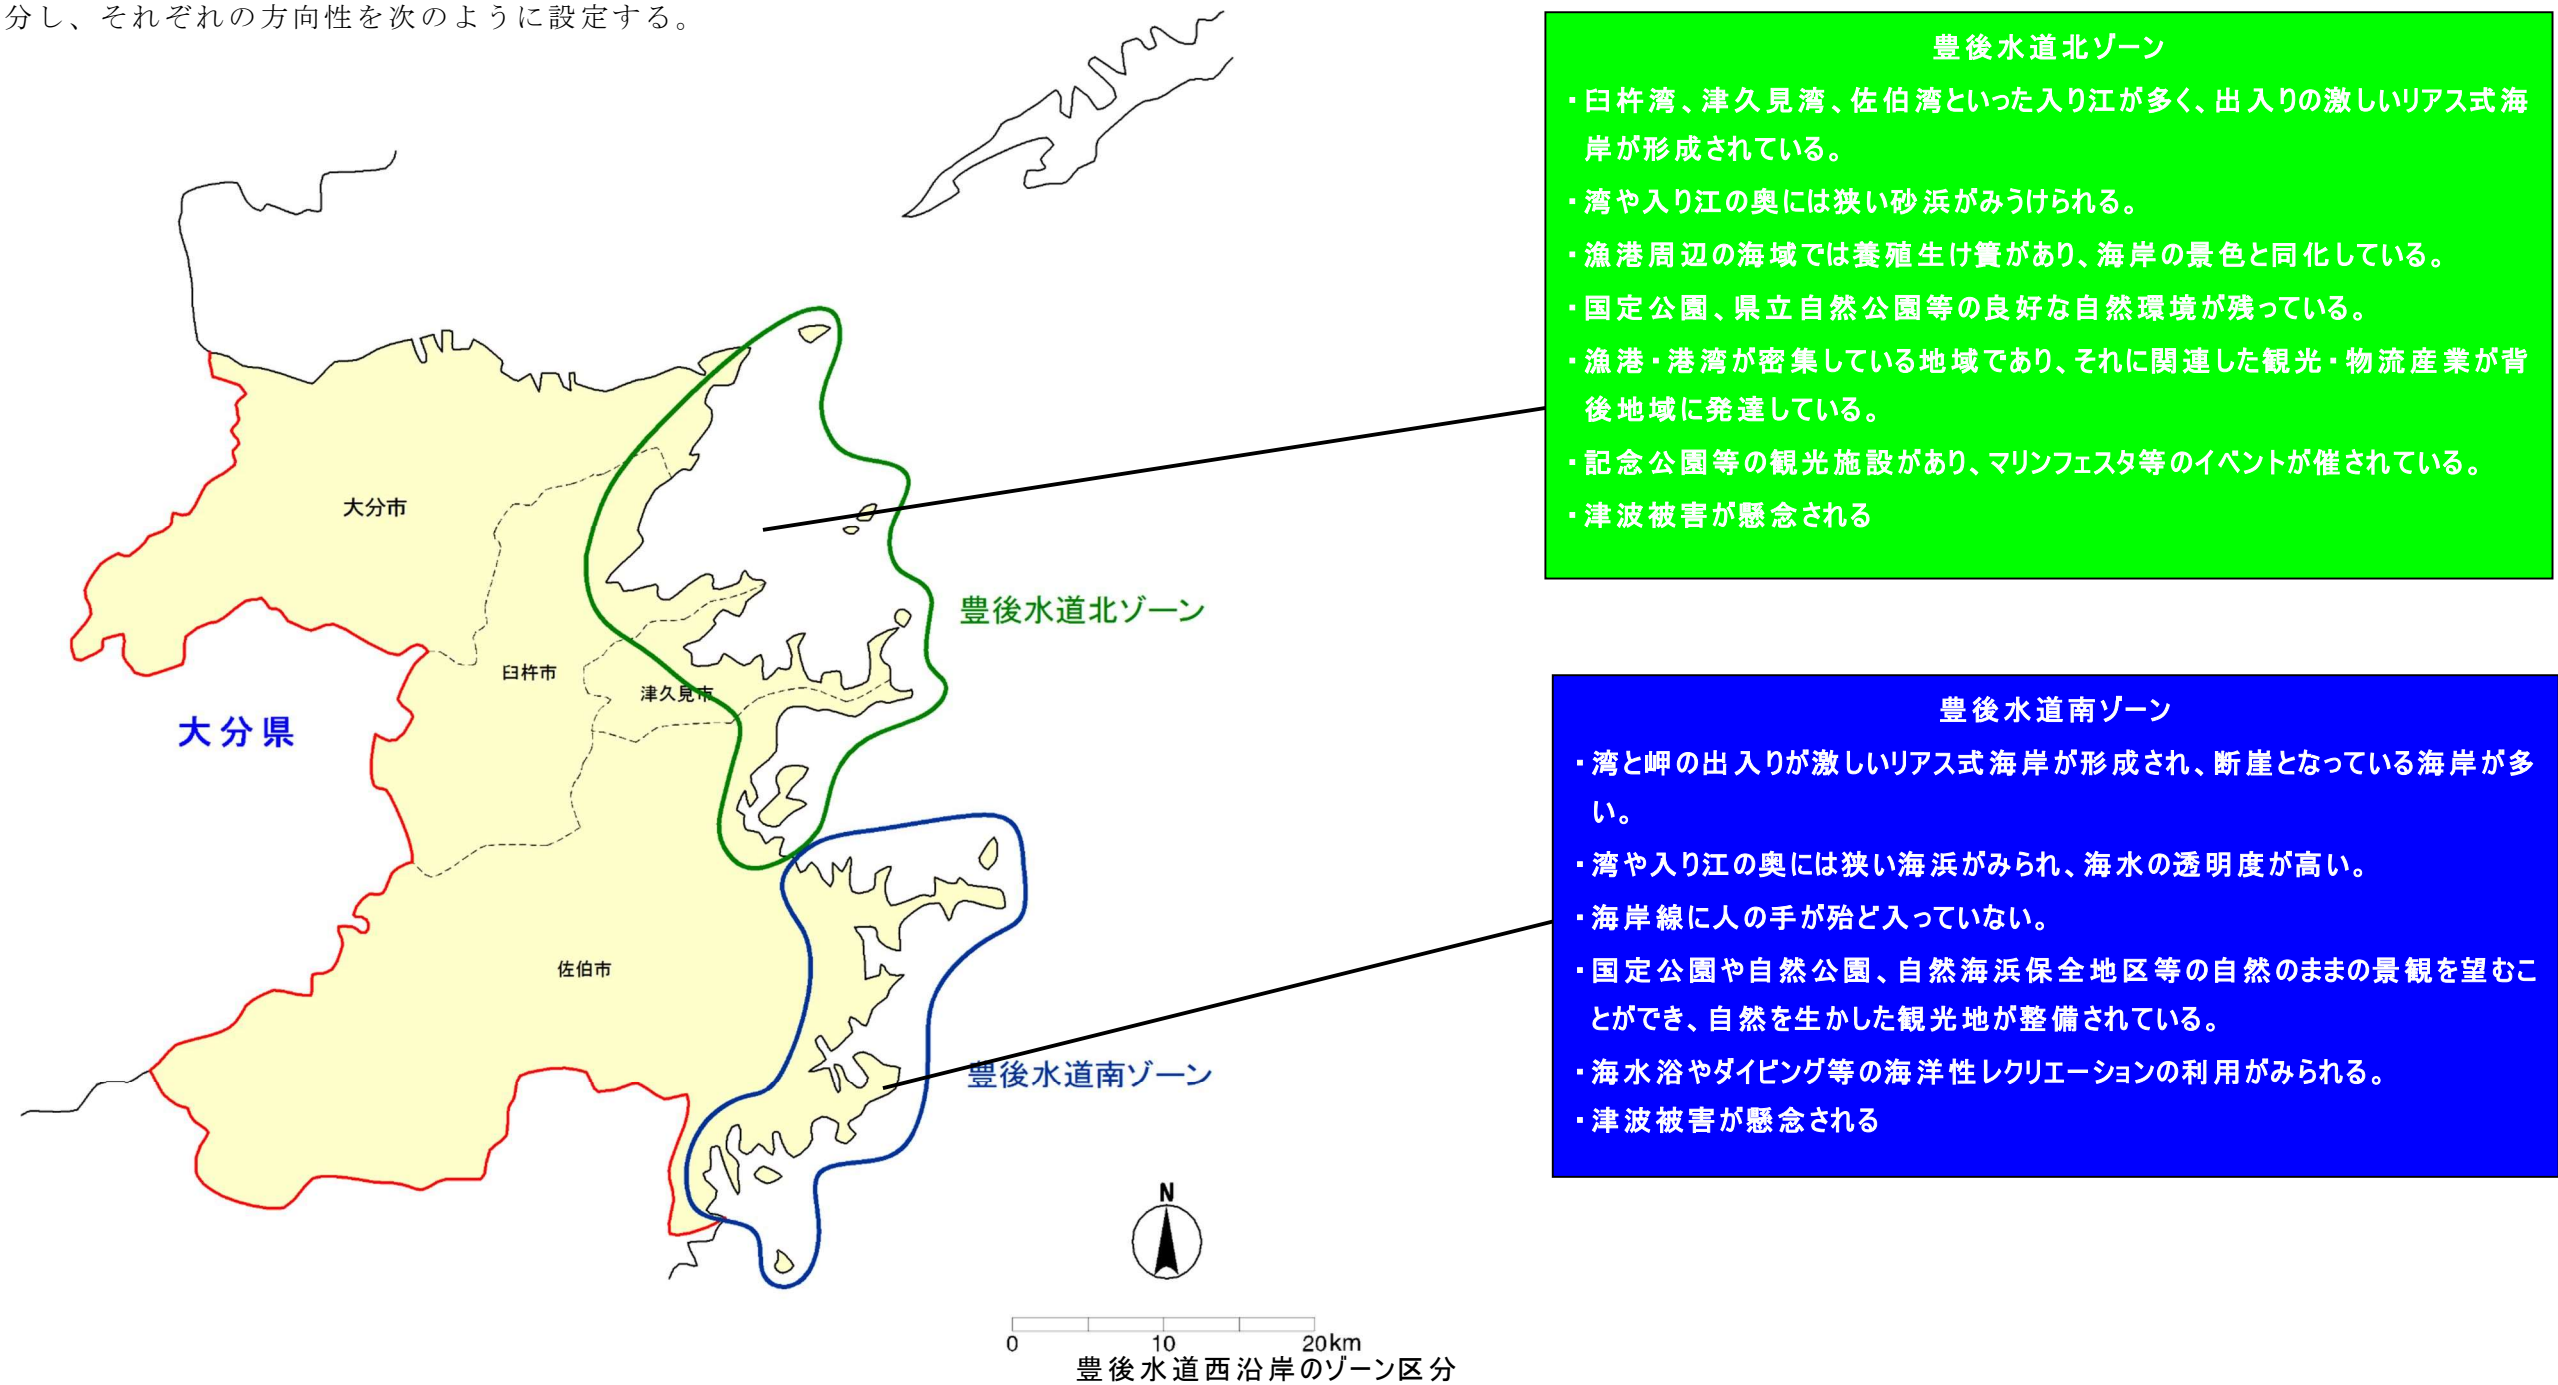 分し、それぞれの方向性を次のように設定する。
豊後水道北ゾーン
・臼杵湾、津久見湾、佐伯湾といった入り江が多く、出入りの激しいリアス式海
岸が形成されている。
・湾や入り江の奥には狭い砂浜がみうけられる。
・漁港周辺の海域では養殖生け簀があり、海岸の景色と同化している。
・国定公園、県立自然公園等の良好な自然環境が残っている。
・漁港・港湾が密集している地域であり、それに関連した観光・物流産業が背
後地域に発達している。
・記念公園等の観光施設があり、マリンフェスタ等のイベントが催されている。
・津波被害が懸念される
大分市
豊後水道北ゾーン
臼杵市
津久見市
大分県
豊後水道南ゾーン
・湾と岬の出入りが激しいリアス式海岸が形成され、断崖となっている海岸が多
い。
・湾や入り江の奥には狭い海浜がみられ、海水の透明度が高い。
・海岸線に人の手が殆ど入っていない。
・国定公園や自然公園、自然海浜保全地区等の自然のままの景観を望むこ
とができ、自然を生かした観光地が整備されている。
・海水浴やダイビング等の海洋性レクリエーションの利用がみられる。
・津波被害が懸念される
佐伯市
豊後水道南ゾーン
N
0 10 20km
豊後水道西沿岸のゾーン区分